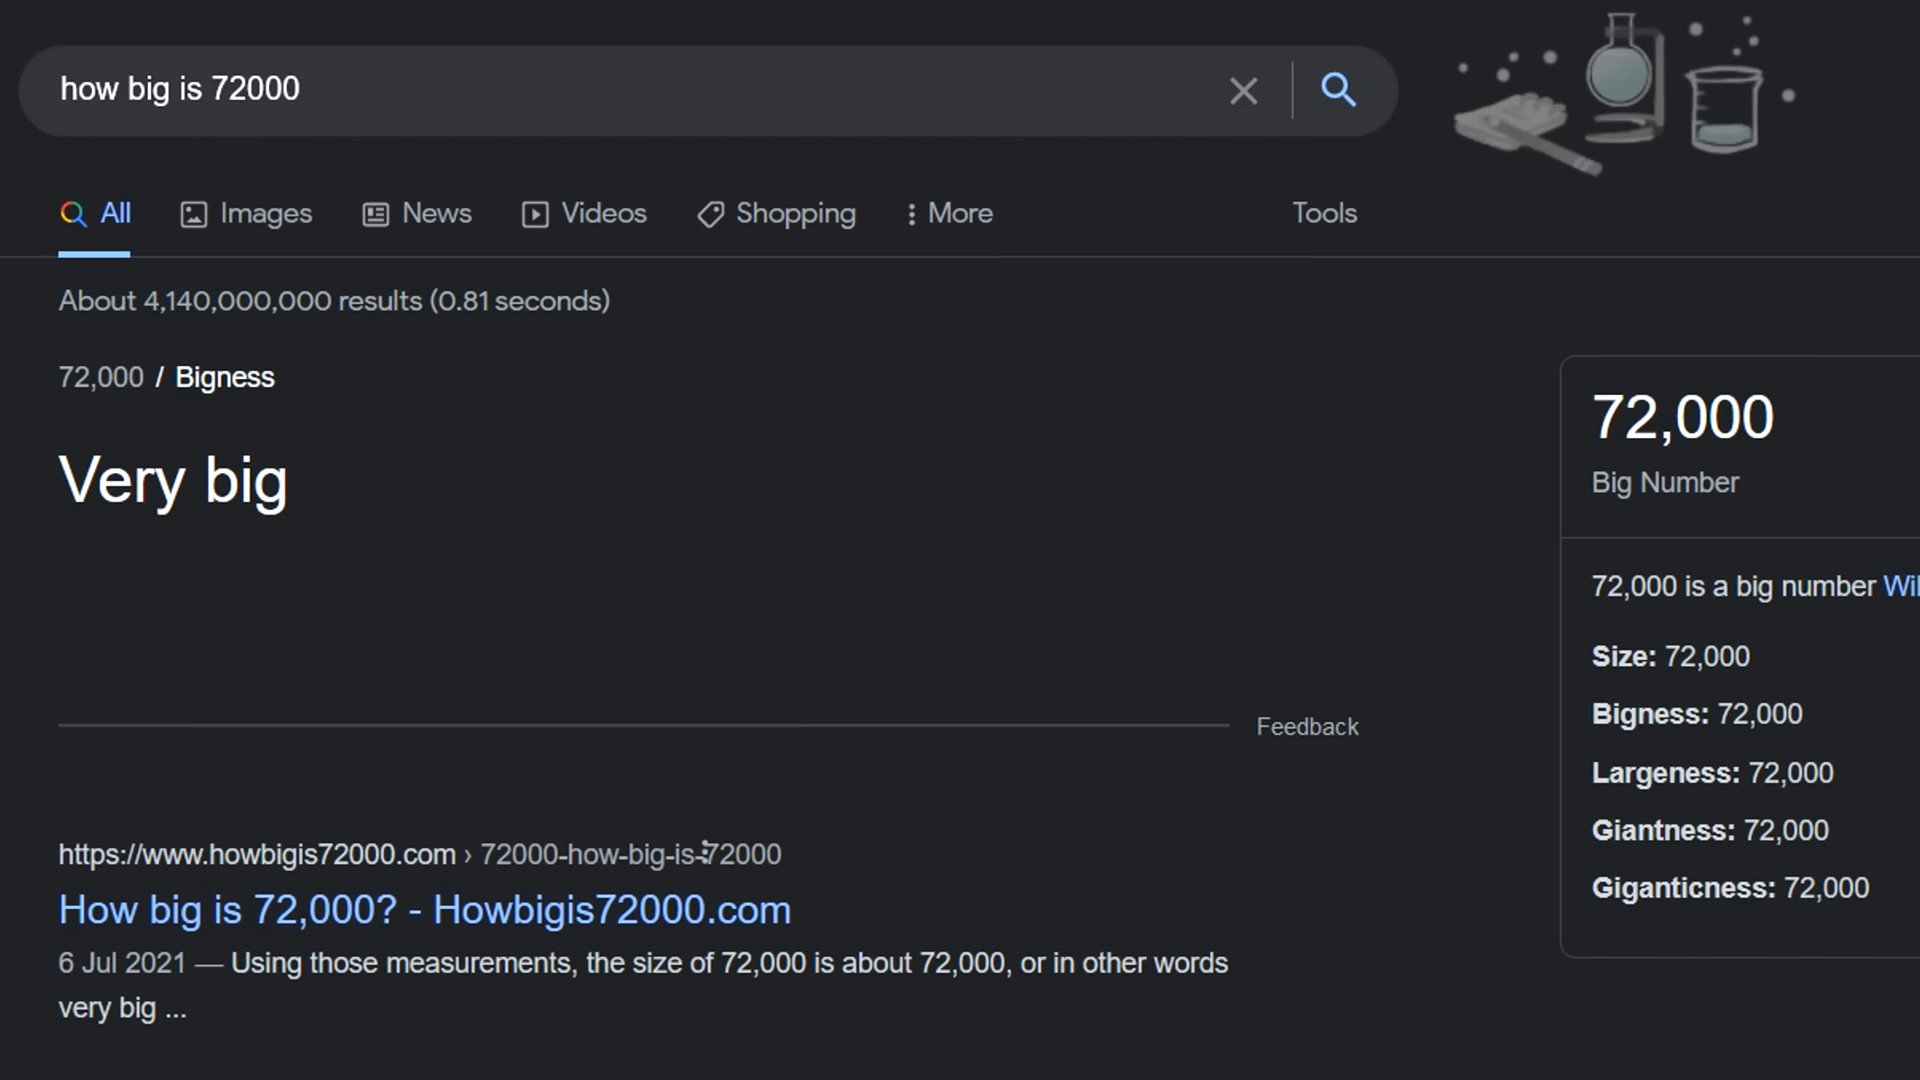 how big is 72000
All Images News Videos Shopping More Tools
About 4,140,000,000 results (0.81 seconds)
72,000 / Bigness
Very big
Feedback
https://www.howbigis72000.com › 72000-how-big-is-72000
How big is 72,000? - Howbigis72000.com
6 Jul 2021 — Using those measurements, the size of 72,000 is about 72,000, or in other words
very big ...
72,000
Big Number
72,000 is a big number
Size: 72,000
Bigness: 72,000
Largeness: 72,000
Giantness: 72,000
Giganticness: 72,000